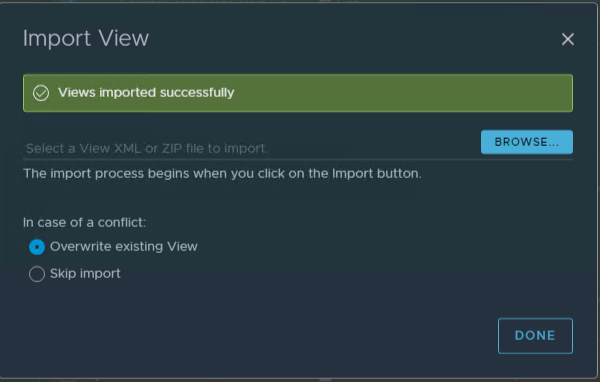 Import View
Views imported successfully
Select a View XML or ZIP file to import.
BROWSE...
The import process begins when you click on the Import button.
In case of a conflict:
Overwrite existing View
Skip import
DONE